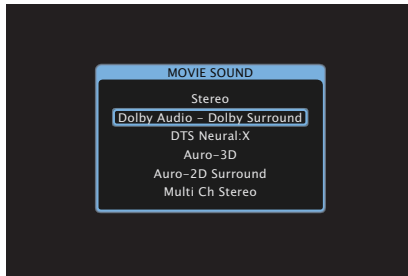 MOVIE SOUND
Stereo
Dolby Audio – Dolby Surround
DTS Neural:X
Auro-3D
Auro-2D Surround
Multi Ch Stereo